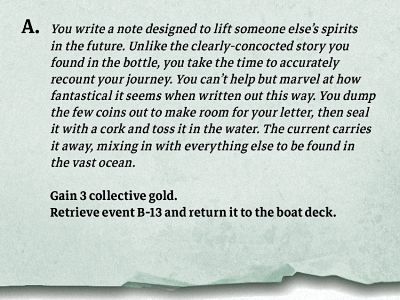 A. You write a note designed to lift someone else's spirits
in the future. Unlike the clearly-concocted story you
found in the bottle, you take the time to accurately
recount your journey. You can't help but marvel at how
fantastical it seems when written out this way. You dump
the few coins out to make room for your letter, then seal
it with a cork and toss it in the water. The current carries
it away, mixing in with everything else to be found in
the vast ocean.
Gain 3 collective gold.
Retrieve event B-13 and return it to the boat deck.